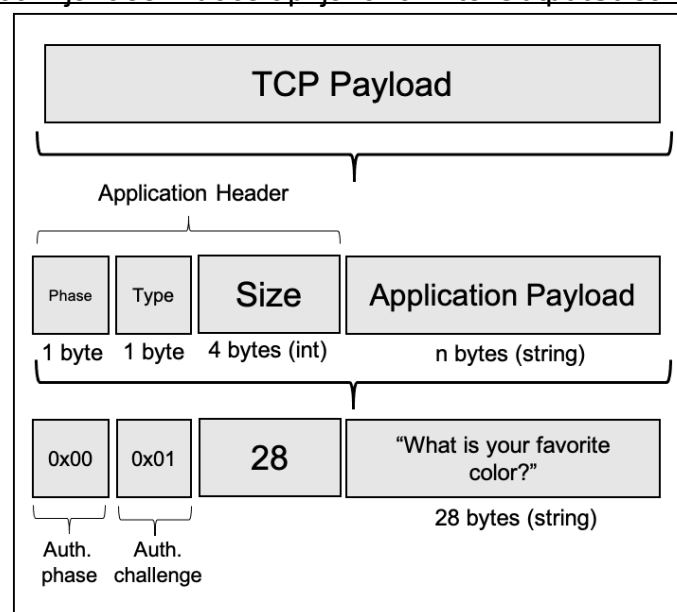 TCP Payload
Application Header
Phase
Type
Size
Application Payload
1 byte
1 byte
4 bytes (int)
n bytes (string)
0x00
0x01
28
“What is your favorite
color?”
28 bytes (string)
Auth.
phase
Auth.
challenge